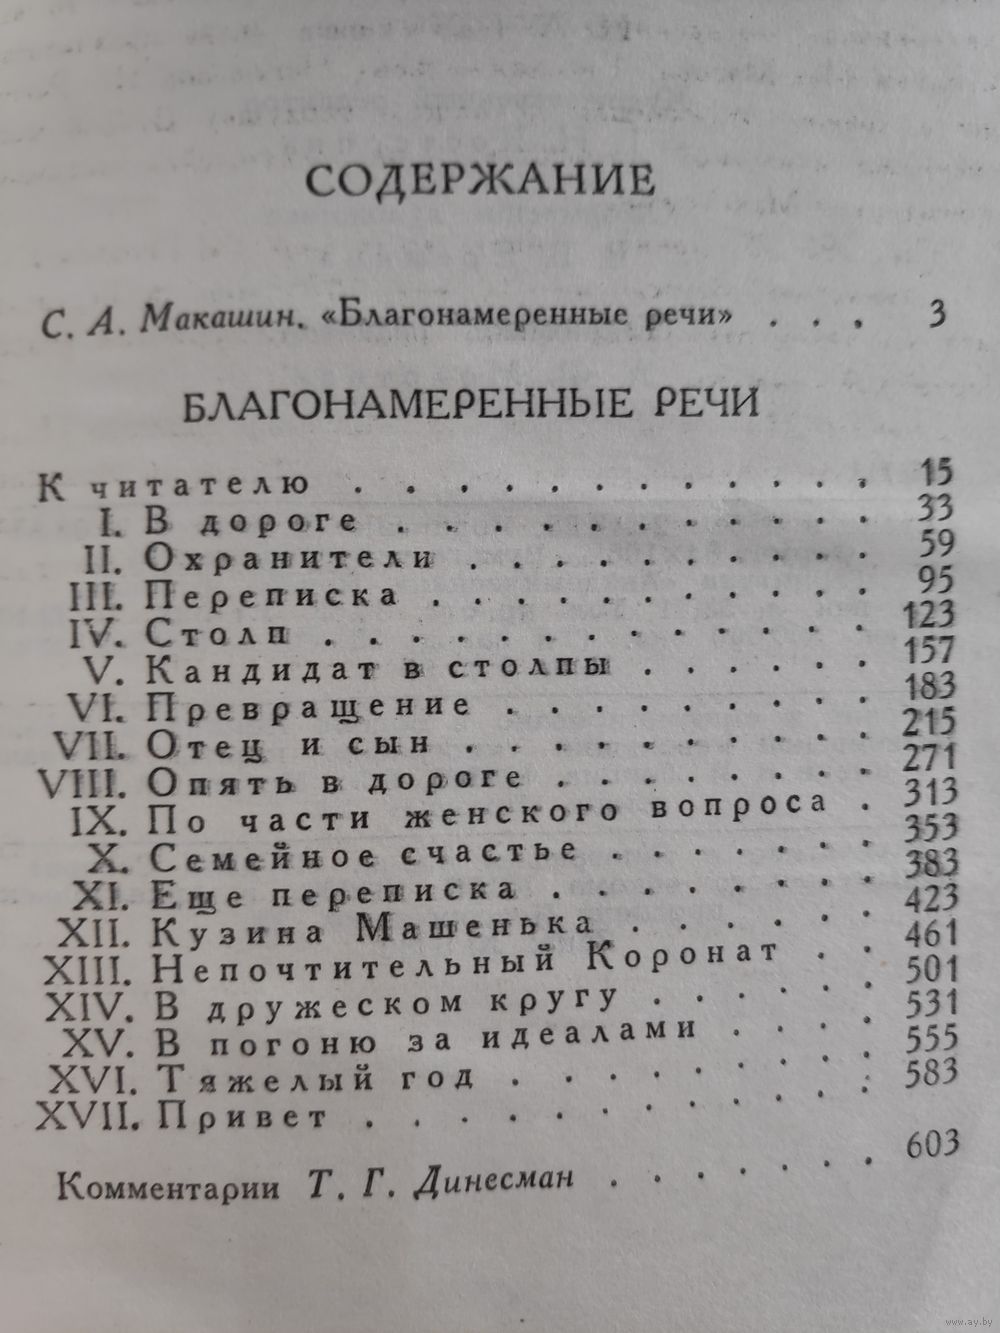 СОДЕРЖАНИЕ
С. А. Макашин. «Благонамеренные речи» . . . 3
БЛАГОНАМЕРЕННЫЕ РЕЧИ
К читателю . . . . . . . . . . . 15
I. В дороге . . . . . . . . . . 33
II. Охранители . . . . . . . . . 59
III. Переписка . . . . . . . . . . 95
IV. Столп . . . . . . . . . . . . 123
V. Кандидат в столпы . . . . . . 157
VI. Превращение . . . . . . . . . 183
VII. Отец и сын . . . . . . . . . . 215
VIII. Опять в дороге . . . . . . . . 271
IX. По части женского вопроса . 313
X. Семейное счастье . . . . . . . 353
XI. Еще переписка . . . . . . . . 383
XII. Кузина Машенька . . . . . . 423
XIII. Непочтительный Коронат . . 461
XIV. В дружеском кругу . . . . . . 501
XV. В погоню за идеалами . . . . 531
XVI. Тяжелый год . . . . . . . . . 555
XVII. Привет . . . . . . . . . . . 583
Комментарии Т. Г. Динесман . . . . . . . 603
www.ay.by